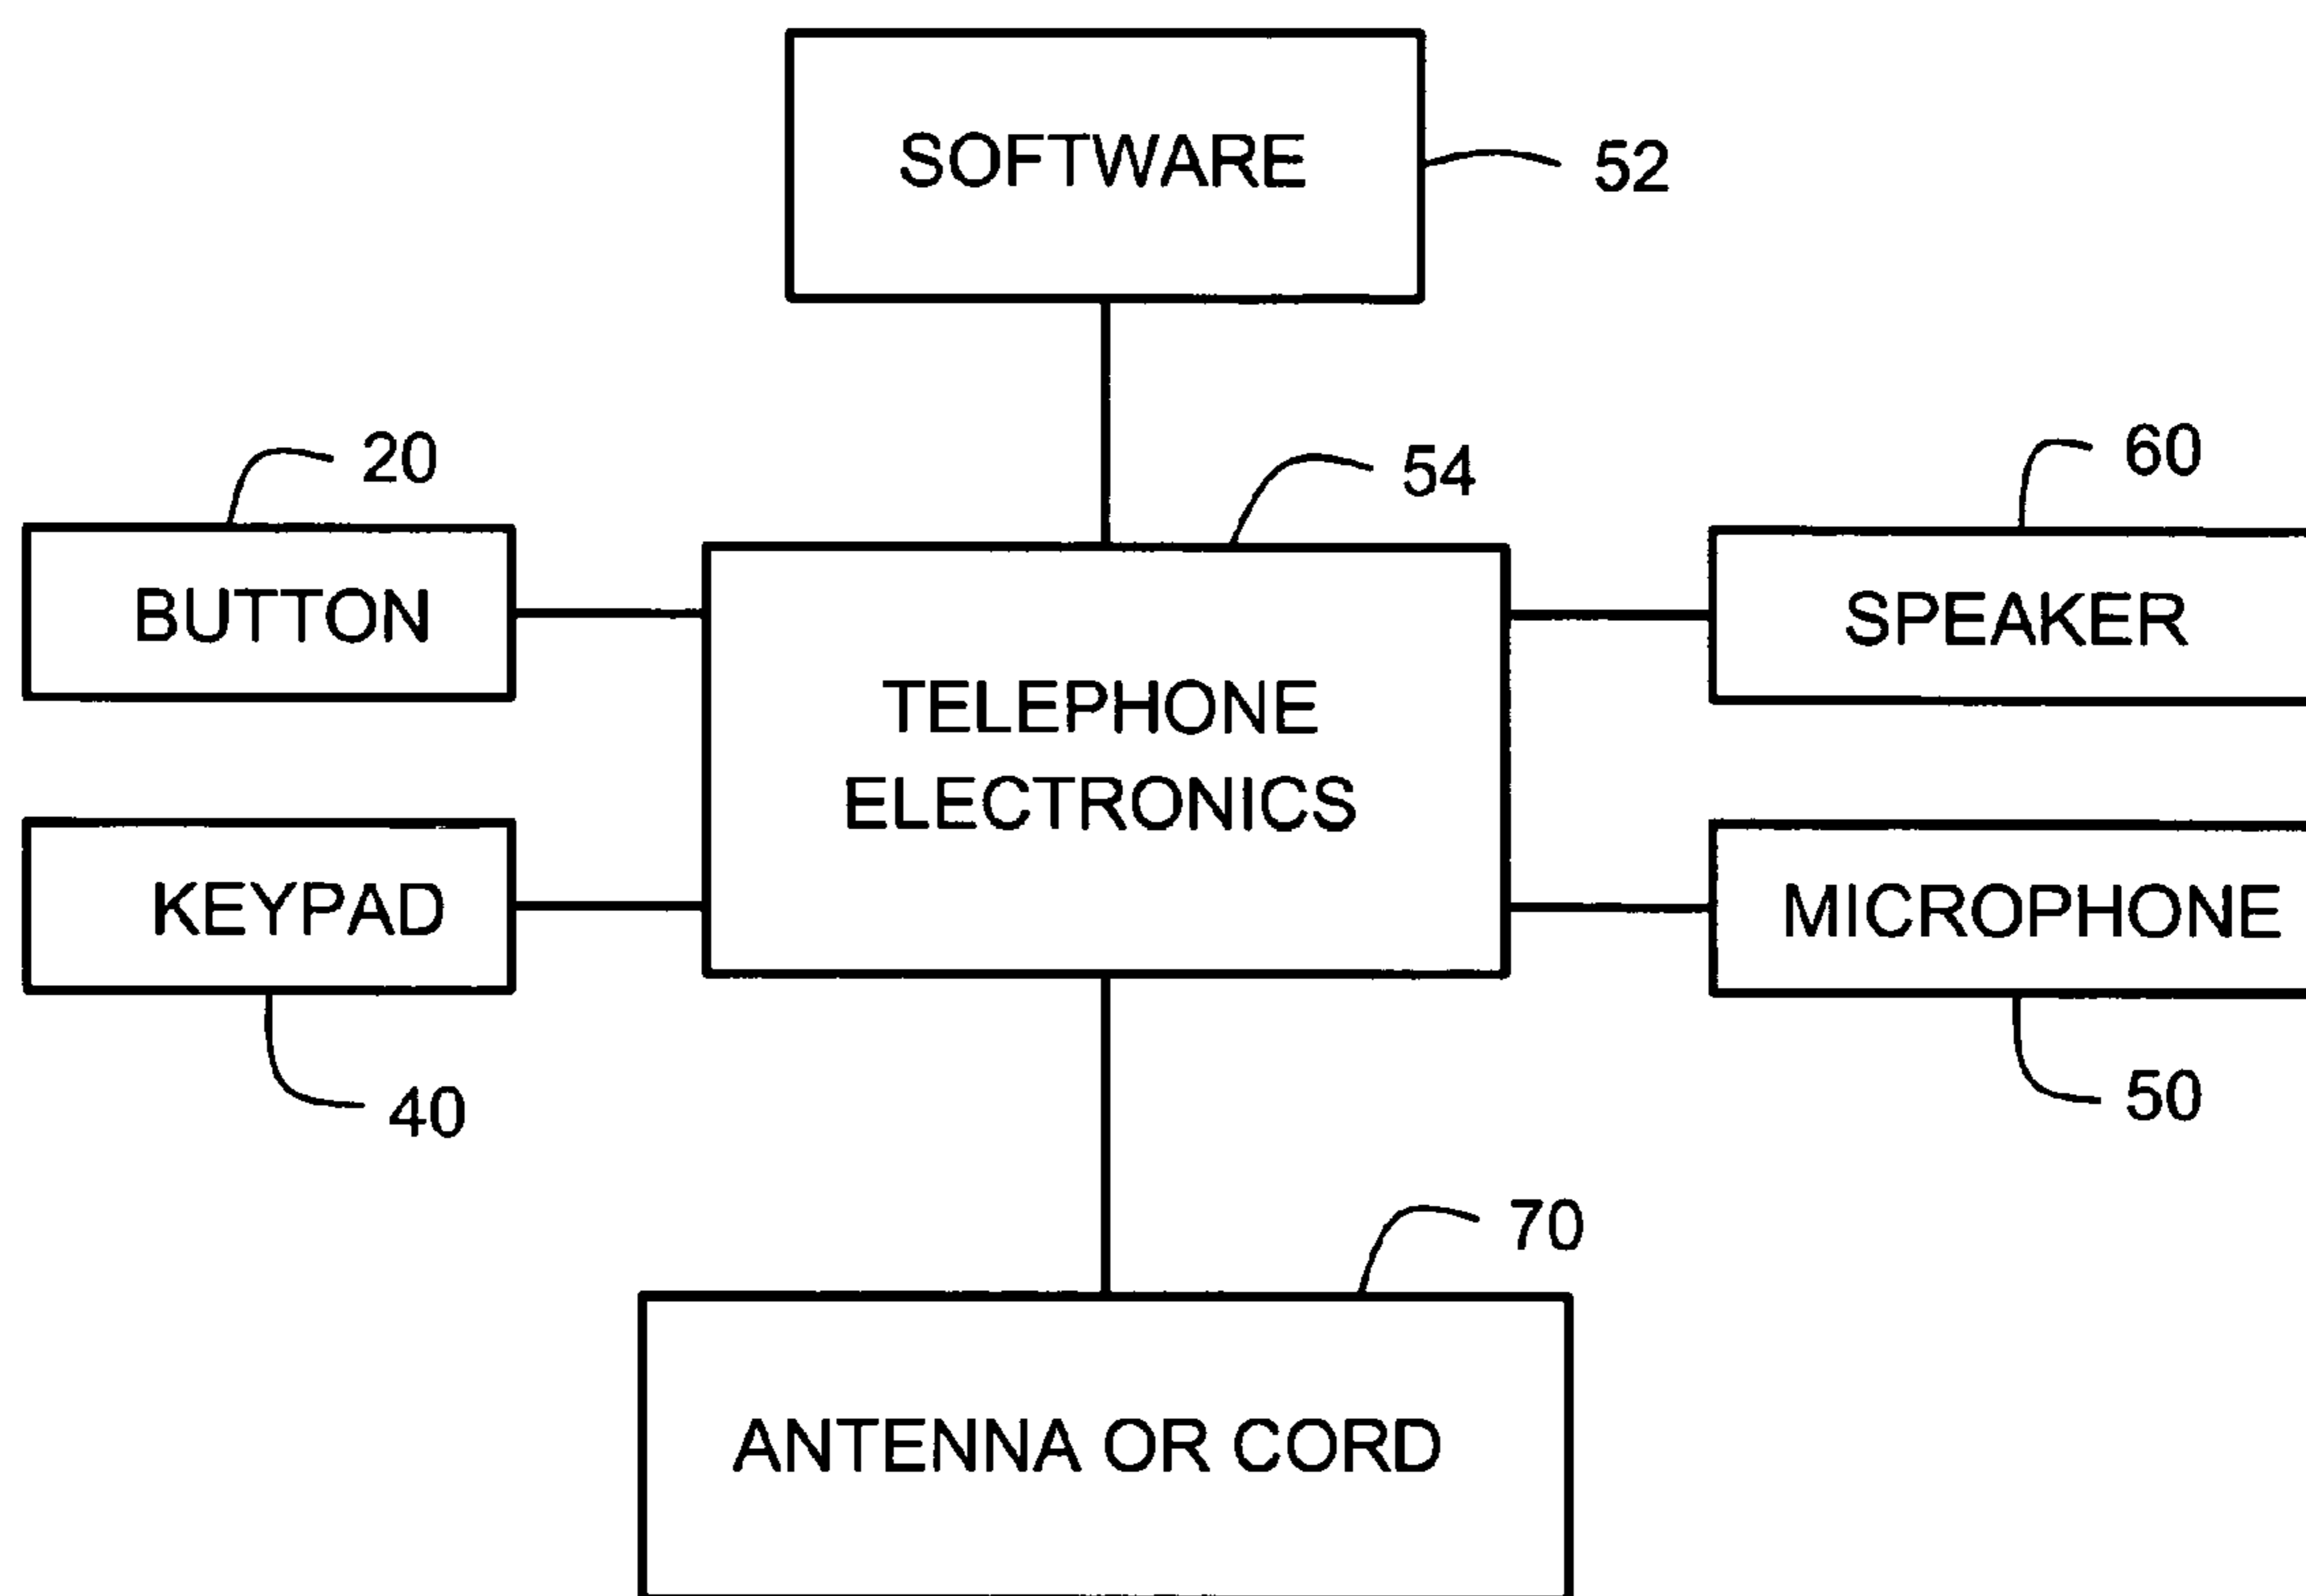 SOFTWARE
52
20
54
60
BUTTON
SPEAKER
TELEPHONE
ELECTRONICS
KEYPAD
MICROPHONE
40
50
70
ANTENNA OR CORD